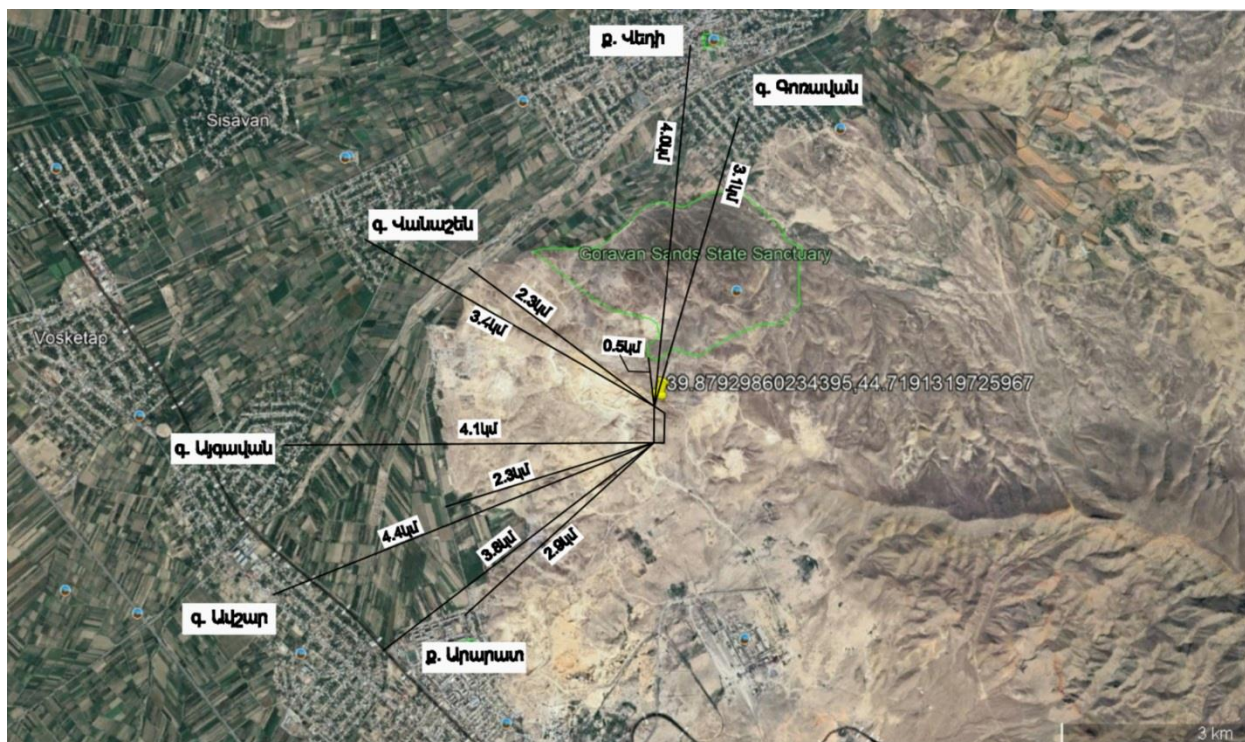 ք. Վեդի
գ. Գոռավան
Sisavan
4.0կմ
3.1կմ
գ. Վանաշեն
Goravan Sands State Sanctuary
2.3կմ
3.4կմ
Vosketap
0.5կմ
39.87929860234395,44.7191319725967
4.1կմ
գ. Այգավան
2.3կմ
4.4կմ
3.8կմ
2.9կմ
գ. Ավշար
ք. Արարատ
3 km